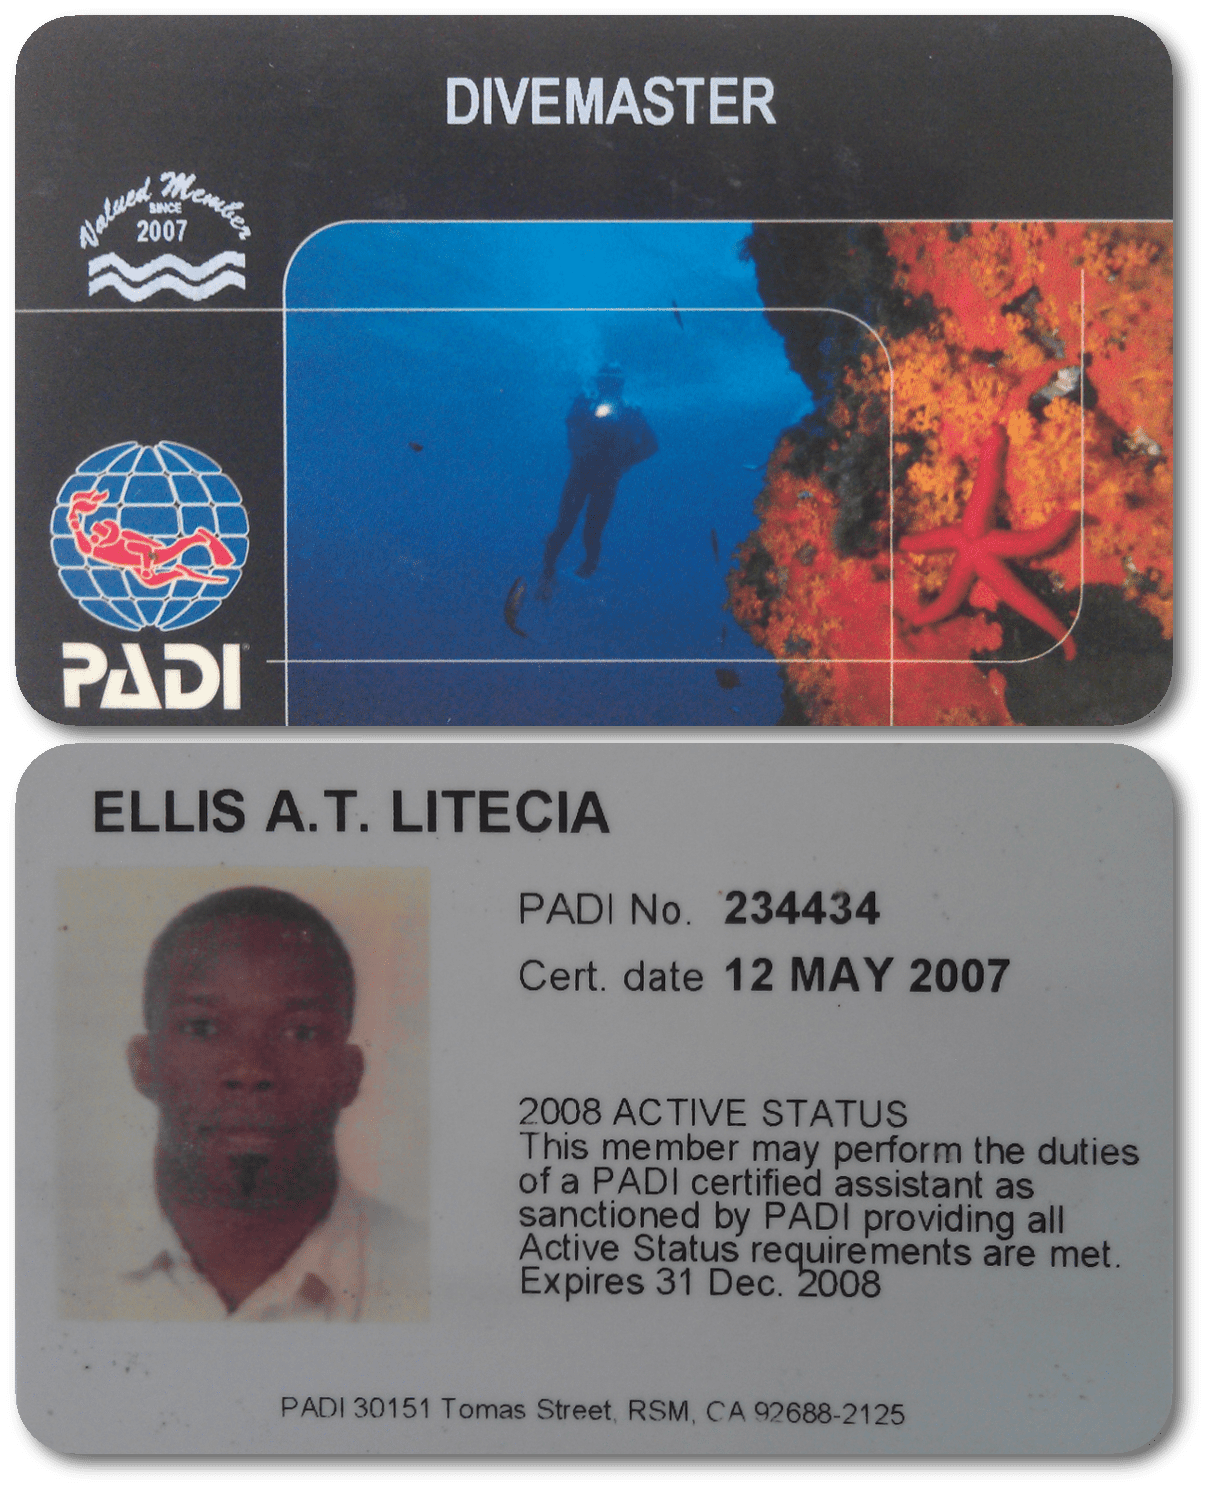 DIVEMASTER
Valued Member
SINCE
2007
PADI
ELLIS A.T. LITECIA
PADI No. 234434
Cert. date 12 MAY 2007
2008 ACTIVE STATUS
This member may perform the duties
of a PADI certified assistant as
sanctioned by PADI providing all
Active Status requirements are met.
Expires 31 Dec. 2008
PADI 30151 Tomas Street, RSM, CA 92688-2125